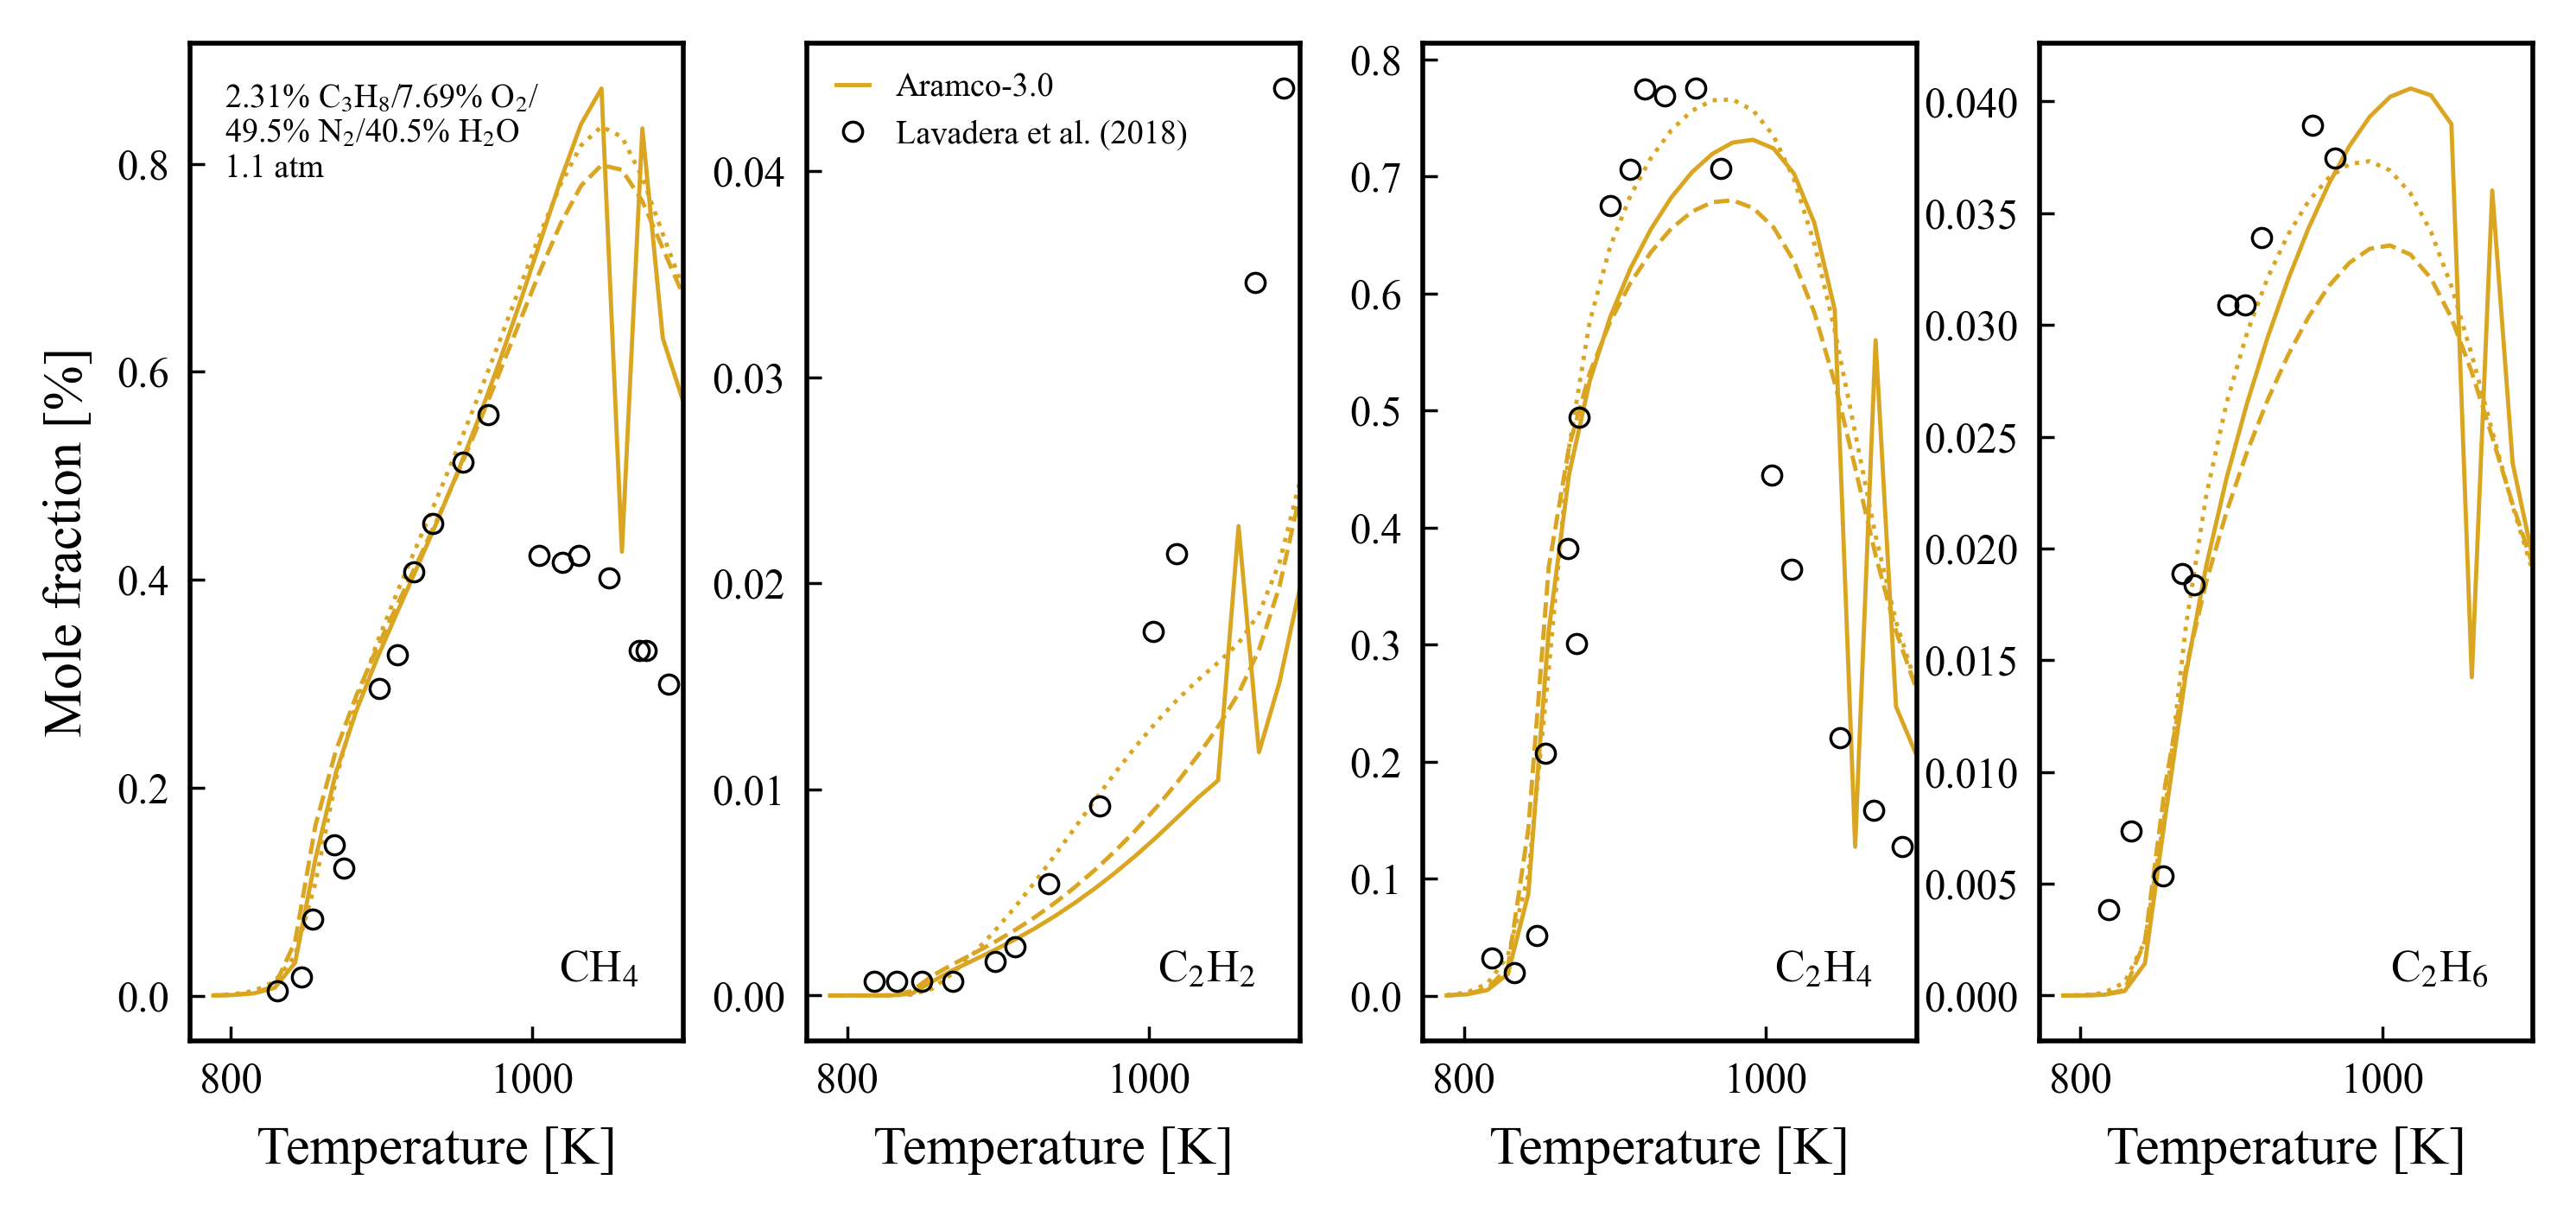 Mole fraction [%]
2.31% C₃H₈/7.69% O₂/
49.5% N₂/40.5% H₂O
1.1 atm
0.8
0.6
0.4
0.2
0.0
CH₄
800 1000
Temperature [K]
Aramco-3.0
Lavadera et al. (2018)
0.04
0.03
0.02
0.01
0.00
C₂H₂
800 1000
Temperature [K]
0.8
0.7
0.6
0.5
0.4
0.3
0.2
0.1
0.0
C₂H₄
800 1000
Temperature [K]
0.040
0.035
0.030
0.025
0.020
0.015
0.010
0.005
0.000
C₂H₆
800 1000
Temperature [K]